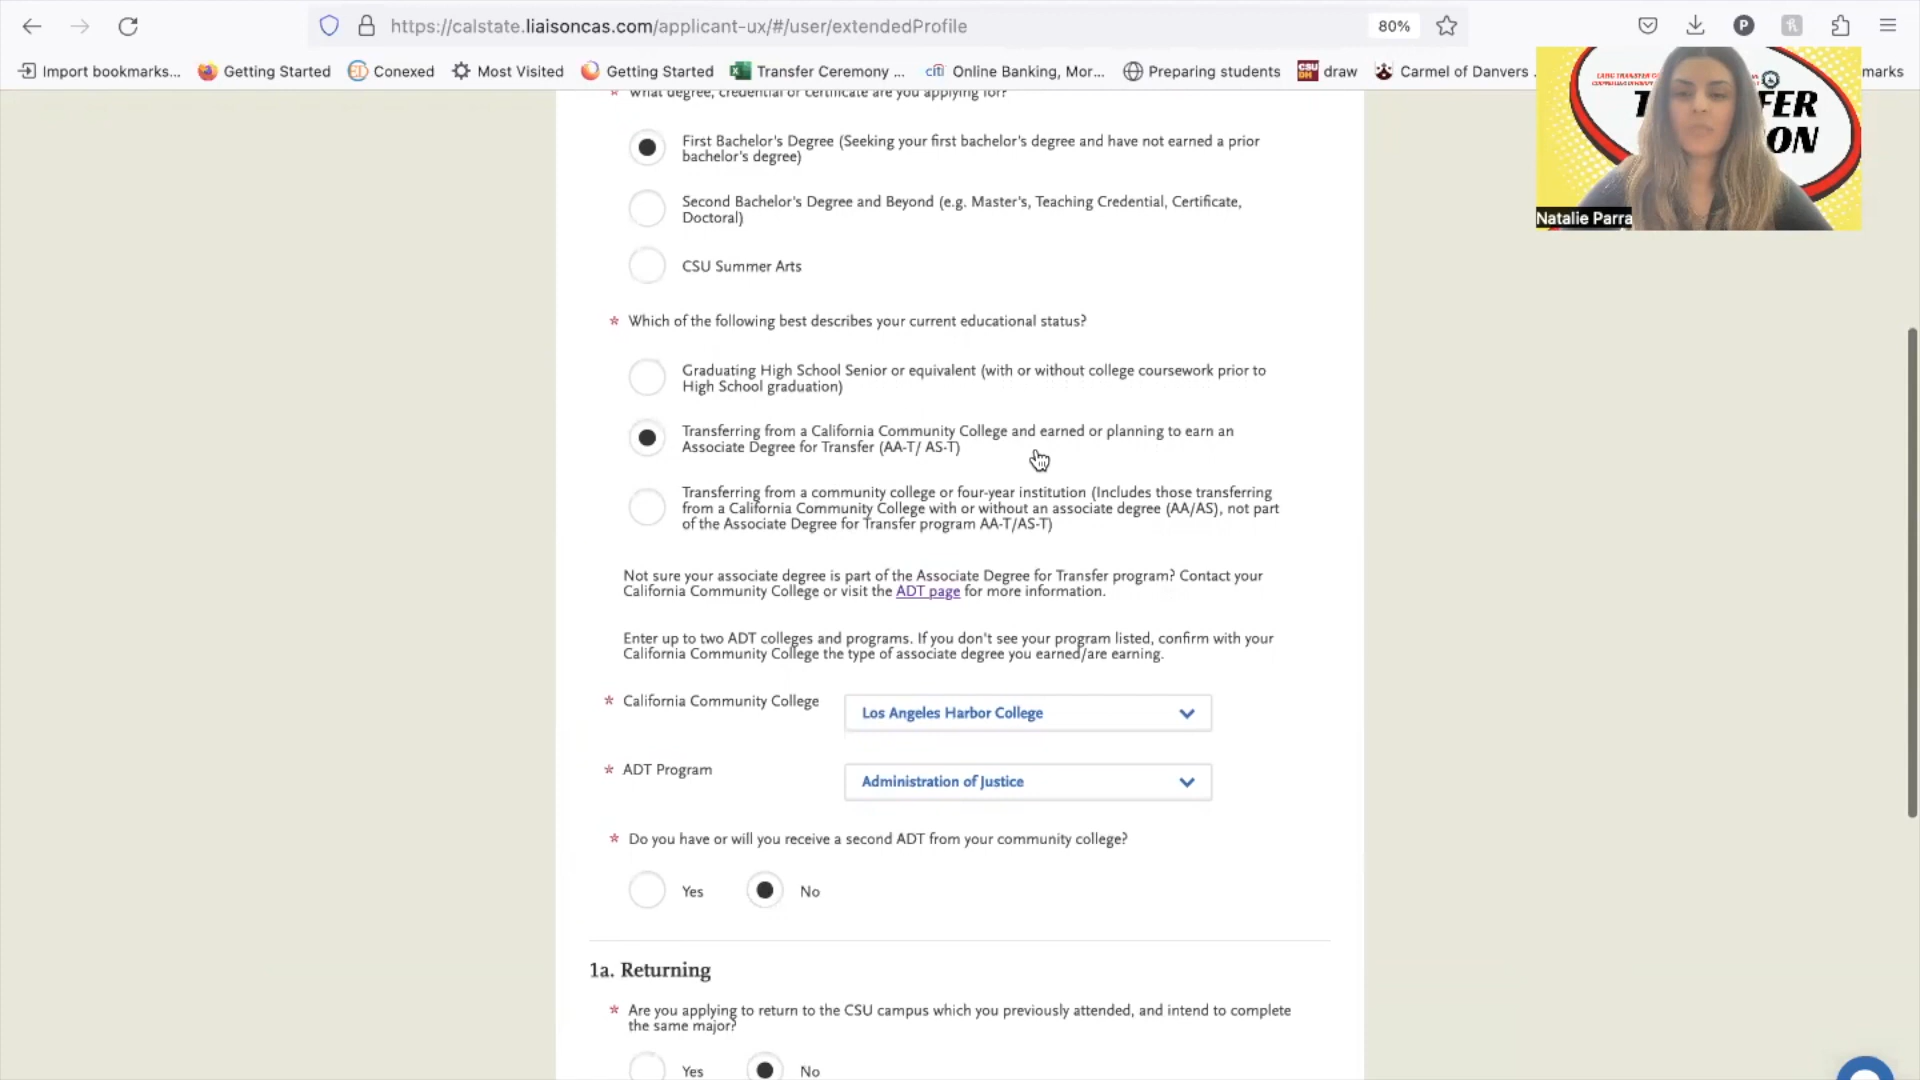 https://calstate.liaisoncas.com/applicant-ux/#/user/extendedProfile
80%
P
Import bookmarks...
Getting Started
Conexed
Most Visited
Getting Started
Transfer Ceremony ...
citi
Online Banking, Mor...
Preparing students
CSU
DH
draw
Carmel of Danvers
marks
* What degree, credential or certificate are you applying for?
First Bachelor's Degree (Seeking your first bachelor's degree and have not earned a prior
bachelor's degree)
Second Bachelor's Degree and Beyond (e.g. Master's, Teaching Credential, Certificate,
Doctoral)
CSU Summer Arts
* Which of the following best describes your current educational status?
Graduating High School Senior or equivalent (with or without college coursework prior to
High School graduation)
Transferring from a California Community College and earned or planning to earn an
Associate Degree for Transfer (AA-T/ AS-T)
Transferring from a community college or four-year institution (Includes those transferring
from a California Community College with or without an associate degree (AA/AS), not part
of the Associate Degree for Transfer program AA-T/AS-T)
Not sure your associate degree is part of the Associate Degree for Transfer program? Contact your
California Community College or visit the ADT page for more information.
Enter up to two ADT colleges and programs. If you don't see your program listed, confirm with your
California Community College the type of associate degree you earned/are earning.
* California Community College
Los Angeles Harbor College
* ADT Program
Administration of Justice
* Do you have or will you receive a second ADT from your community college?
Yes
No
1a. Returning
* Are you applying to return to the CSU campus which you previously attended, and intend to complete
the same major?
Yes
No
Natalie Parra